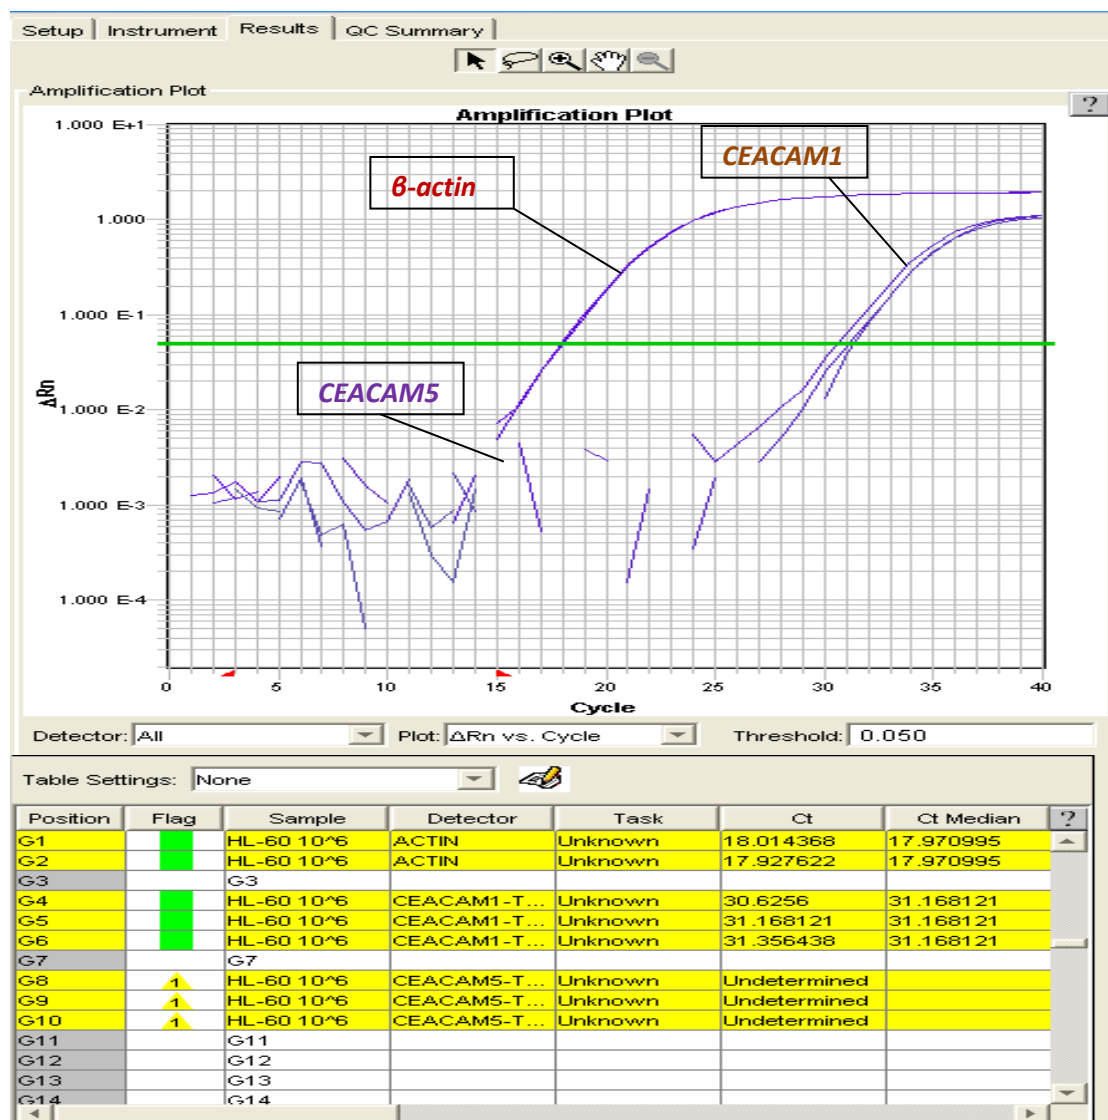 Setup Instrument Results QC Summary
Amplification Plot
?
Amplification Plot
1.000 E+1
1.000
1.000 E-1
1.000 E-2
1.000 E-3
1.000 E-4
ΔRn
β-actin
CEACAM1
CEACAM5
0 5 10 15 20 25 30 35 40
Cycle
Detector: All Plot: ΔRn vs. Cycle Threshold: 0.050
Table Settings: None
Position Flag Sample Detector Task Ct Ct Median ?
G1 HL-60 10^6 ACTIN Unknown 18.014368 17.970995
G2 HL-60 10^6 ACTIN Unknown 17.927622 17.970995
G3 G3
G4 HL-60 10^6 CEACAM1-T... Unknown 30.6256 31.168121
G5 HL-60 10^6 CEACAM1-T... Unknown 31.168121 31.168121
G6 HL-60 10^6 CEACAM1-T... Unknown 31.356438 31.168121
G7 G7
G8 1 HL-60 10^6 CEACAM5-T... Unknown Undetermined
G9 1 HL-60 10^6 CEACAM5-T... Unknown Undetermined
G10 1 HL-60 10^6 CEACAM5-T... Unknown Undetermined
G11 G11
G12 G12
G13 G13
G14 G14